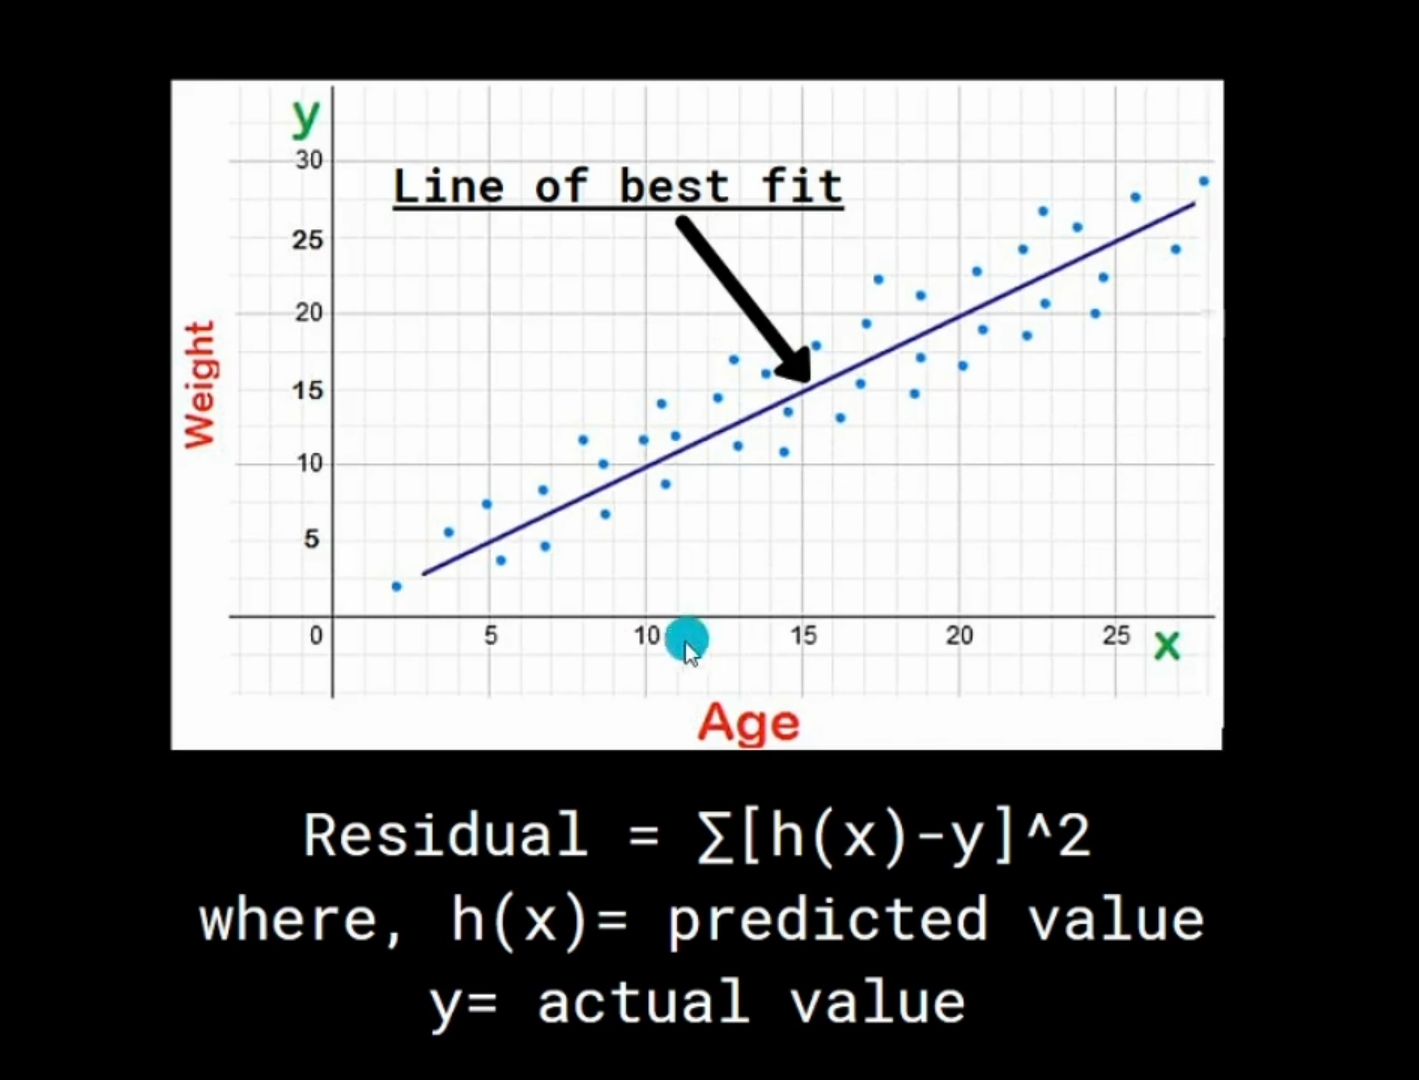 y
30
Line of best fit
25
20
Weight
15
10
5
0 5 10 15 20 25 x
Age
Residual = ∑[h(x)-y]^2
where, h(x)= predicted value
y= actual value